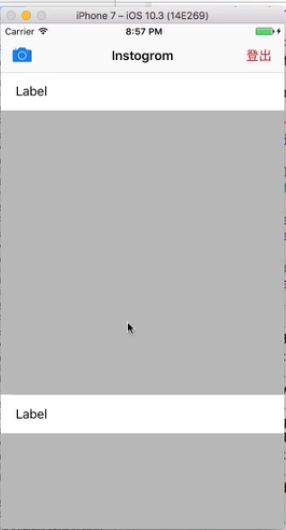 iPhone 7 – iOS 10.3 (14E269)
Carrier 8:57 PM
Instogrom 登出
Label
Label